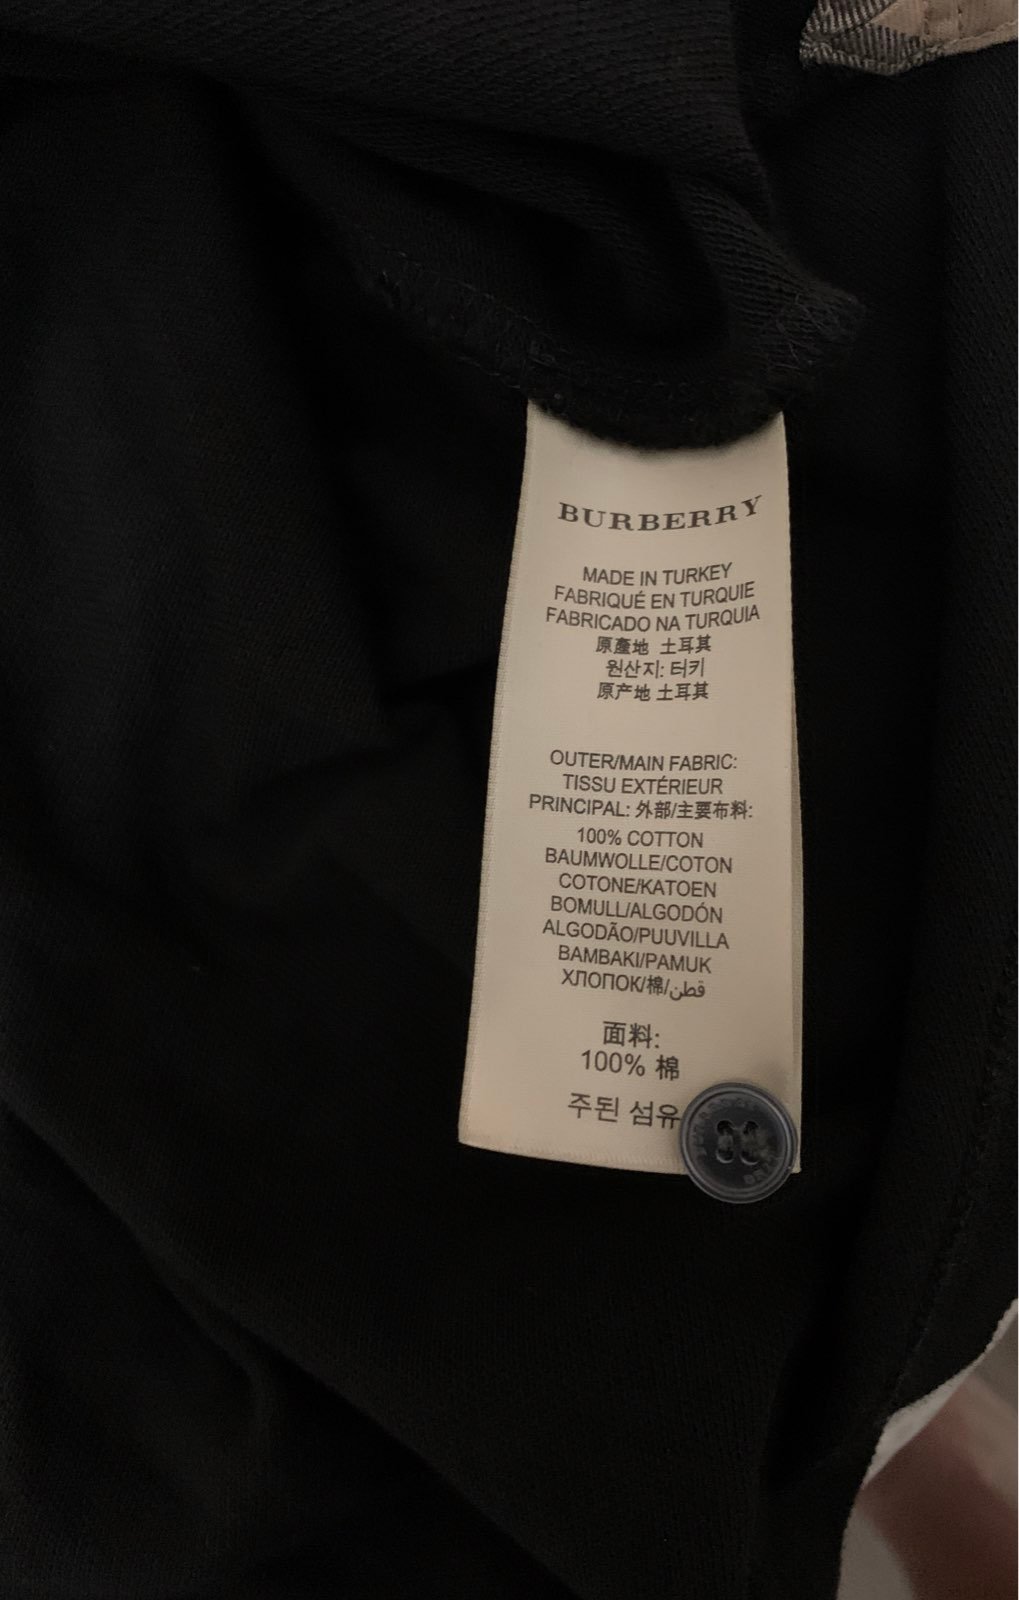 BURBERRY
MADE IN TURKEY
FABRIQUÉ EN TURQUIE
FABRICADO NA TURQUIA
原產地 土耳其
원산지: 터키
原产地 土耳其
OUTER/MAIN FABRIC:
TISSU EXTÉRIEUR
PRINCIPAL: 外部/主要布料:
100% COTTON
BAUMWOLLE/COTON
COTONE/KATOEN
BOMULL/ALGODÓN
ALGODÃO/PUUVILLA
BAMBAKI/PAMUK
ХЛОПОК/棉/قطن
面料:
100% 棉
주된 섬유